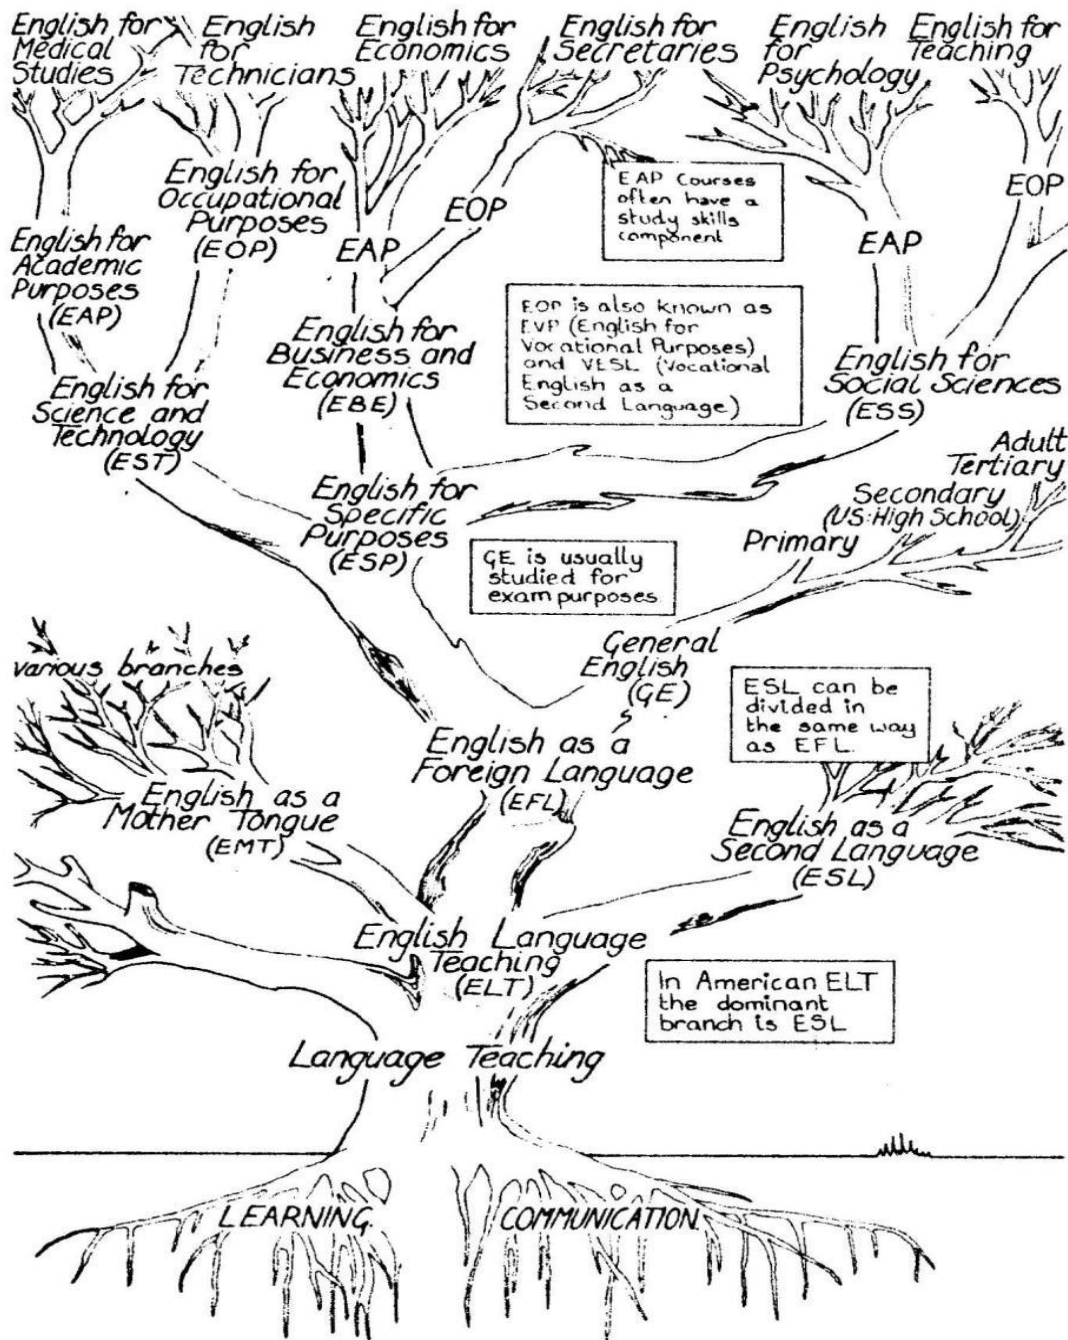 English for
Medical
Studies
English
for
Technicians
English for
Economics
English for
Secretaries
English
for
Psychology
English for
Teaching
English for
Occupational
Purposes
(EOP)
English for
Academic
Purposes
(EAP)
EAP
EOP
EAP Courses
often have a
study skills
component
EAP
EOP
EOP is also known as
EVP (English for
Vocational Purposes)
and VESL (Vocational
English as a
Second Language)
English for
Science and
Technology
(EST)
English for
Business and
Economics
(EBE)
English for
Social Sciences
(ESS)
English for
Specific
Purposes
(ESP)
Adult
Tertiary
Secondary
(US:High School)
Primary
GE is usually
studied for
exam purposes
General
English
(GE)
various branches
English as a
Mother Tongue
(EMT)
English as a
Foreign Language
(EFL)
ESL can be
divided in
the same way
as EFL.
English as a
Second Language
(ESL)
English Language
Teaching
(ELT)
In American ELT
the dominant
branch is ESL
Language Teaching
LEARNING
COMMUNICATION